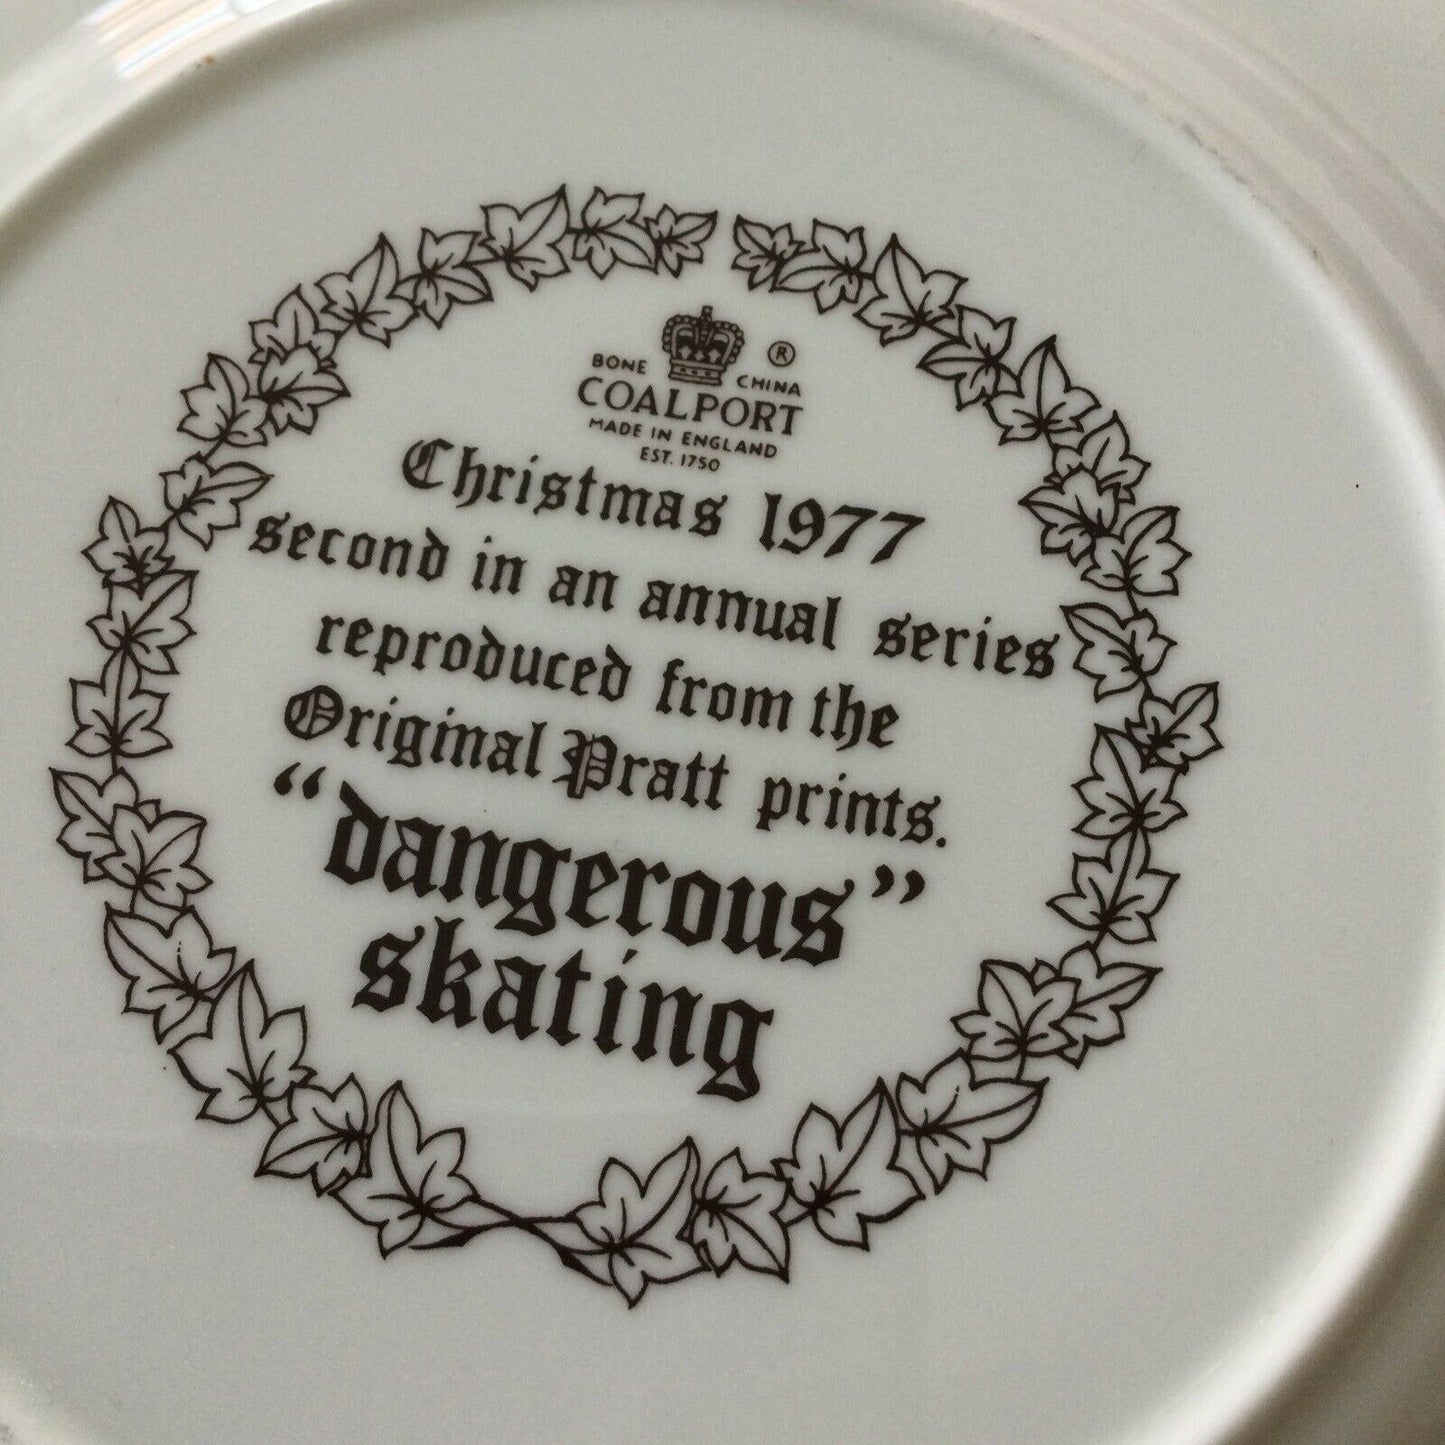 BONE CHINA ®
COALPORT
MADE IN ENGLAND
EST. 1750
Christmas 1977
second in an annual series
reproduced from the
Original Pratt prints.
“dangerous”
skating